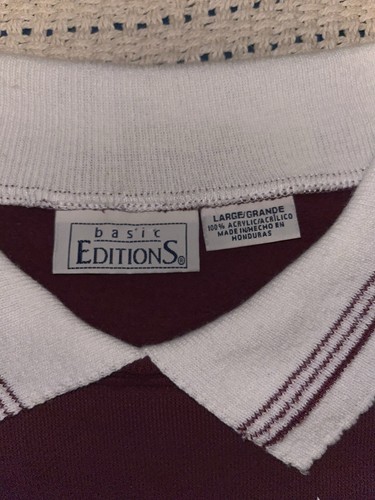 basic
EDITIONS®
LARGE/GRANDE
100% ACRYLIC/ACRILICO
MADE IN/HECHO EN
HONDURAS